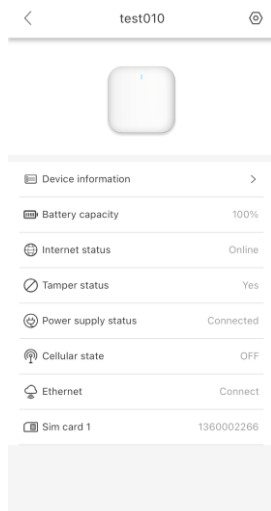 test010
Device information
Battery capacity 100%
Internet status Online
Tamper status Yes
Power supply status Connected
Cellular state OFF
Ethernet Connect
Sim card 1 1360002266